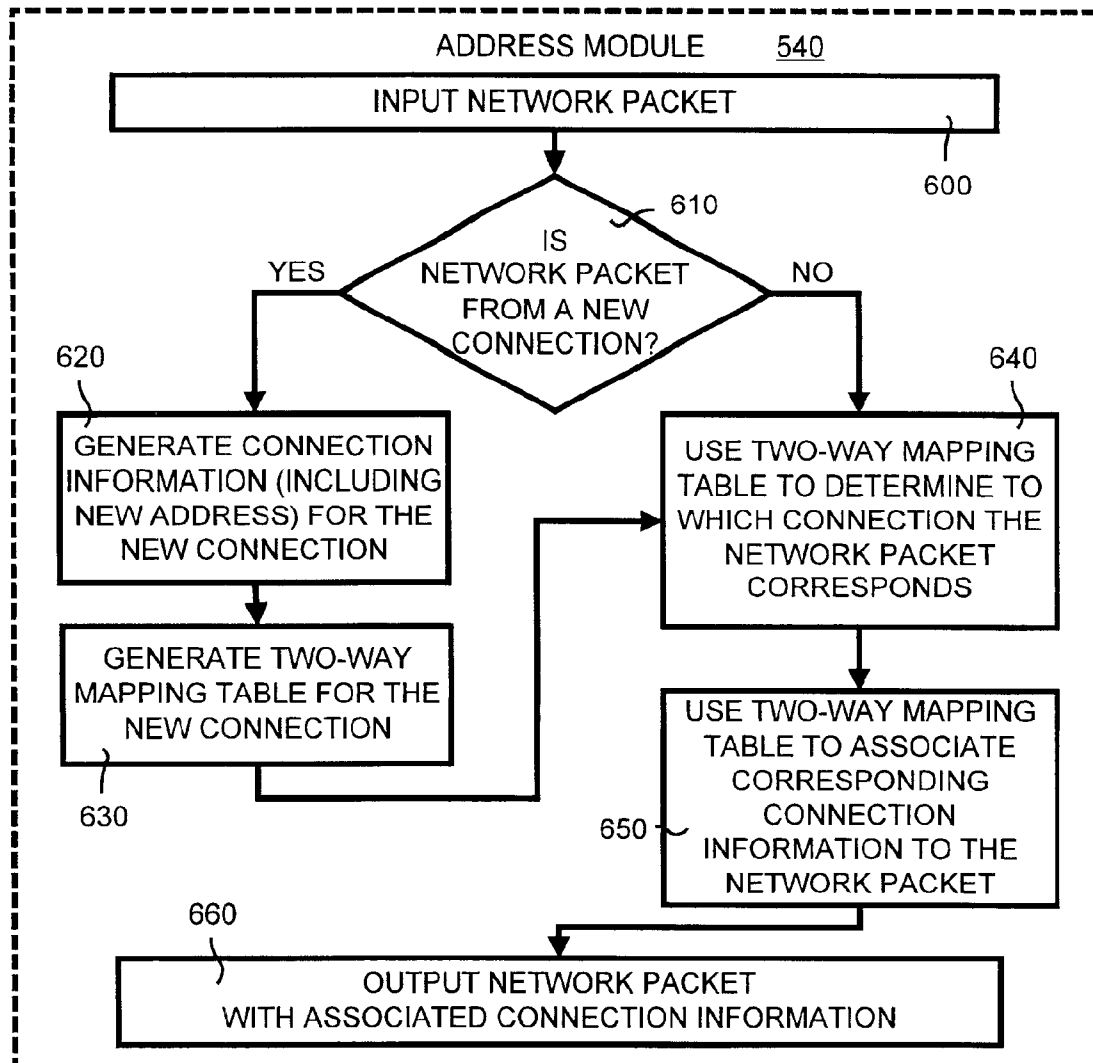 ADDRESS MODULE 540
INPUT NETWORK PACKET
600
610
IS
NETWORK PACKET
FROM A NEW
CONNECTION?
YES
NO
620
GENERATE CONNECTION
INFORMATION (INCLUDING
NEW ADDRESS) FOR THE
NEW CONNECTION
GENERATE TWO-WAY
MAPPING TABLE FOR THE
NEW CONNECTION
630
640
USE TWO-WAY MAPPING
TABLE TO DETERMINE TO
WHICH CONNECTION THE
NETWORK PACKET
CORRESPONDS
USE TWO-WAY MAPPING
TABLE TO ASSOCIATE
CORRESPONDING
CONNECTION
INFORMATION TO THE
NETWORK PACKET
650
660
OUTPUT NETWORK PACKET
WITH ASSOCIATED CONNECTION INFORMATION